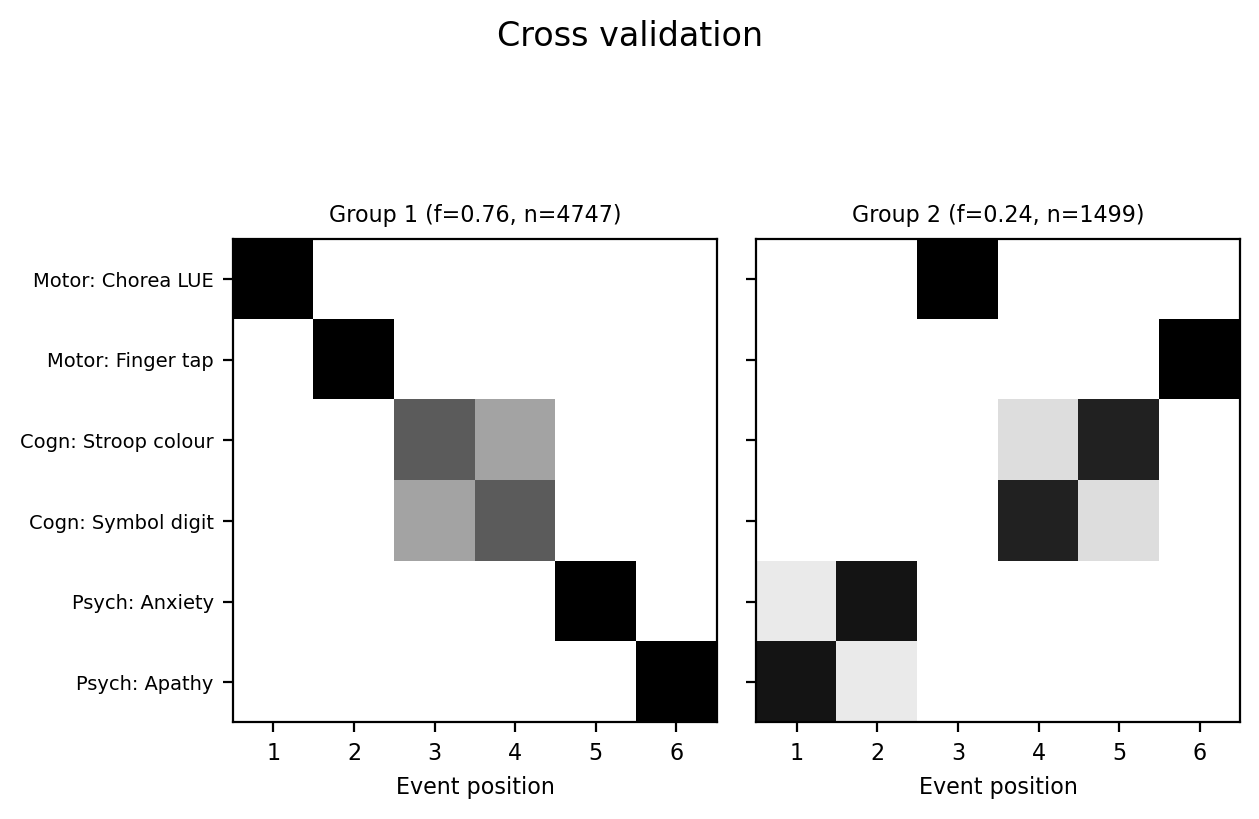 Cross validation
Group 1 (f=0.76, n=4747)
Group 2 (f=0.24, n=1499)
Motor: Chorea LUE
Motor: Finger tap
Cogn: Stroop colour
Cogn: Symbol digit
Psych: Anxiety
Psych: Apathy
1 2 3 4 5 6
1 2 3 4 5 6
Event position
Event position